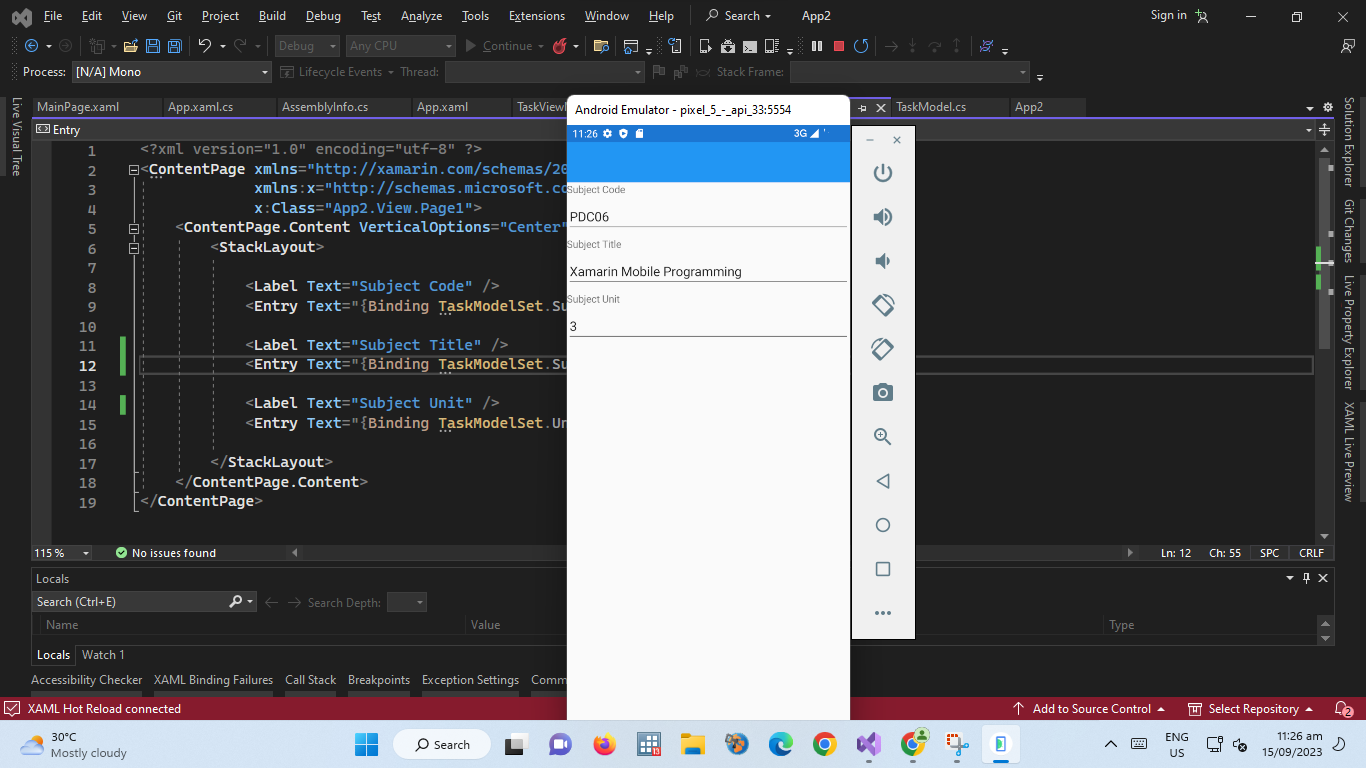 File Edit View Git Project Build Debug Test Analyze Tools Extensions Window Help Search App2 Sign in
Debug Any CPU Continue
Process: [N/A] Mono Lifecycle Events Thread: Stack Frame:
MainPage.xaml App.xaml.cs AssemblyInfo.cs App.xaml TaskViewM TaskModel.cs App2
Entry
Live Visual Tree
1 <?xml version="1.0" encoding="utf-8" ?>
2 <ContentPage xmlns="http://xamarin.com/schemas/20
3 xmlns:x="http://schemas.microsoft.co
4 x:Class="App2.View.Page1">
5 <ContentPage.Content VerticalOptions="Center"
6 <StackLayout>
7
8 <Label Text="Subject Code" />
9 <Entry Text="{Binding TaskModelSet.Su
10
11 <Label Text="Subject Title" />
12 <Entry Text="{Binding TaskModelSet.Su
13
14 <Label Text="Subject Unit" />
15 <Entry Text="{Binding TaskModelSet.Un
16
17 </StackLayout>
18 </ContentPage.Content>
19 </ContentPage>
Android Emulator - pixel_5_-_api_33:5554
11:26 3G
Subject Code
PDC06
Subject Title
Xamarin Mobile Programming
Subject Unit
3
Solution Explorer
Git Changes
Live Property Explorer
XAML Live Preview
115 % No issues found Ln: 12 Ch: 55 SPC CRLF
Locals
Search (Ctrl+E) Search Depth:
Name Value Type
Locals Watch 1
Accessibility Checker XAML Binding Failures Call Stack Breakpoints Exception Settings Comm
XAML Hot Reload connected Add to Source Control Select Repository 2
30°C
Mostly cloudy
Search
ENG
US
11:26 am
15/09/2023